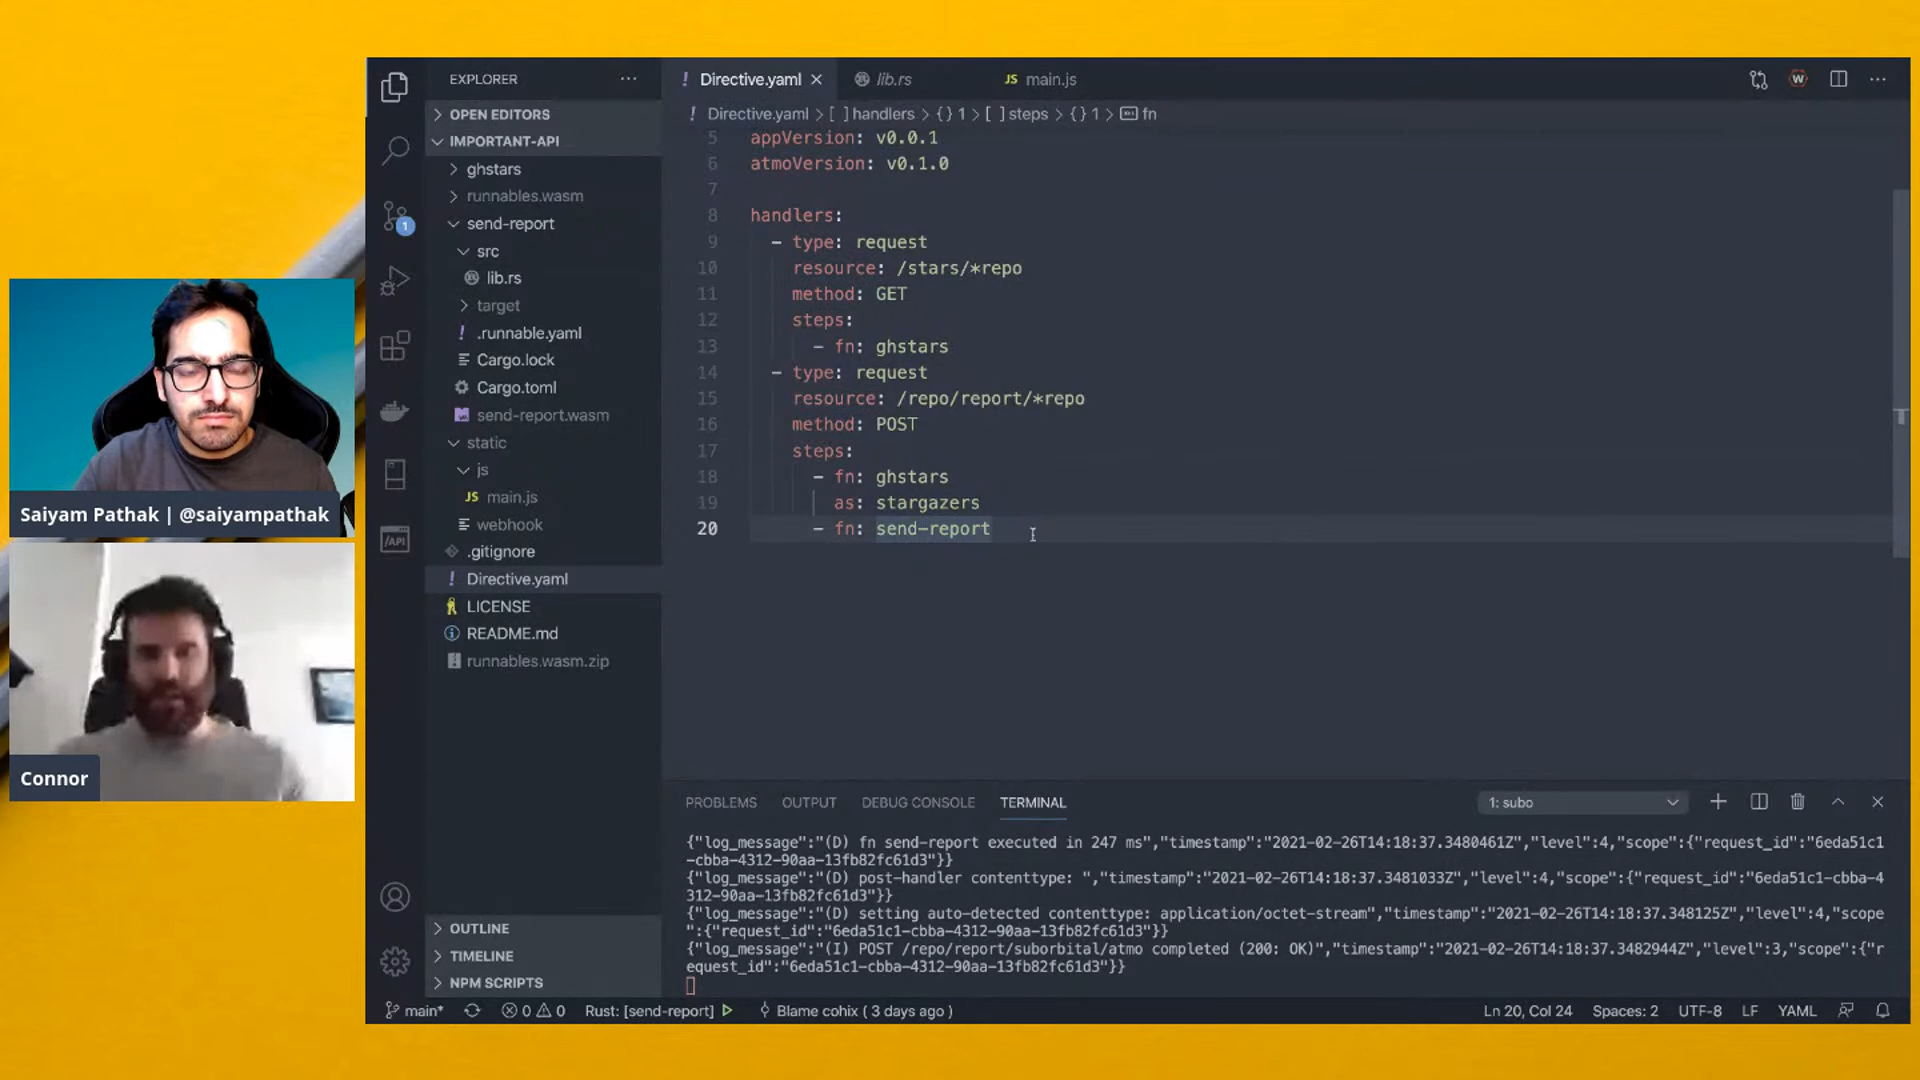 EXPLORER
OPEN EDITORS
IMPORTANT-API
ghstars
runnables.wasm
send-report
src
lib.rs
target
.runnable.yaml
Cargo.lock
Cargo.toml
send-report.wasm
static
js
JS main.js
webhook
.gitignore
Directive.yaml
LICENSE
README.md
runnables.wasm.zip
OUTLINE
TIMELINE
NPM SCRIPTS
1
/API
! Directive.yaml
lib.rs
JS main.js
W
! Directive.yaml > [ ] handlers > { } 1 > [ ] steps > { } 1 > fn
5 appVersion: v0.0.1
6 atmoVersion: v0.1.0
7
8 handlers:
9 - type: request
10 resource: /stars/*repo
11 method: GET
12 steps:
13 - fn: ghstars
14 - type: request
15 resource: /repo/report/*repo
16 method: POST
17 steps:
18 - fn: ghstars
19 as: stargazers
20 - fn: send-report
PROBLEMS OUTPUT DEBUG CONSOLE TERMINAL 1: subo
{"log_message":"(D) fn send-report executed in 247 ms","timestamp":"2021-02-26T14:18:37.3480461Z","level":4,"scope":{"request_id":"6eda51c1
-cbba-4312-90aa-13fb82fc61d3"}}
{"log_message":"(D) post-handler contenttype: ","timestamp":"2021-02-26T14:18:37.3481033Z","level":4,"scope":{"request_id":"6eda51c1-cbba-4
312-90aa-13fb82fc61d3"}}
{"log_message":"(D) setting auto-detected contenttype: application/octet-stream","timestamp":"2021-02-26T14:18:37.348125Z","level":4,"scope
":{"request_id":"6eda51c1-cbba-4312-90aa-13fb82fc61d3"}}
{"log_message":"(I) POST /repo/report/suborbital/atmo completed (200: OK)","timestamp":"2021-02-26T14:18:37.3482944Z","level":3,"scope":{"r
equest_id":"6eda51c1-cbba-4312-90aa-13fb82fc61d3"}}
main* 0 0 Rust: [send-report] Blame cohix ( 3 days ago ) Ln 20, Col 24 Spaces: 2 UTF-8 LF YAML
Saiyam Pathak | @saiyampathak
Connor